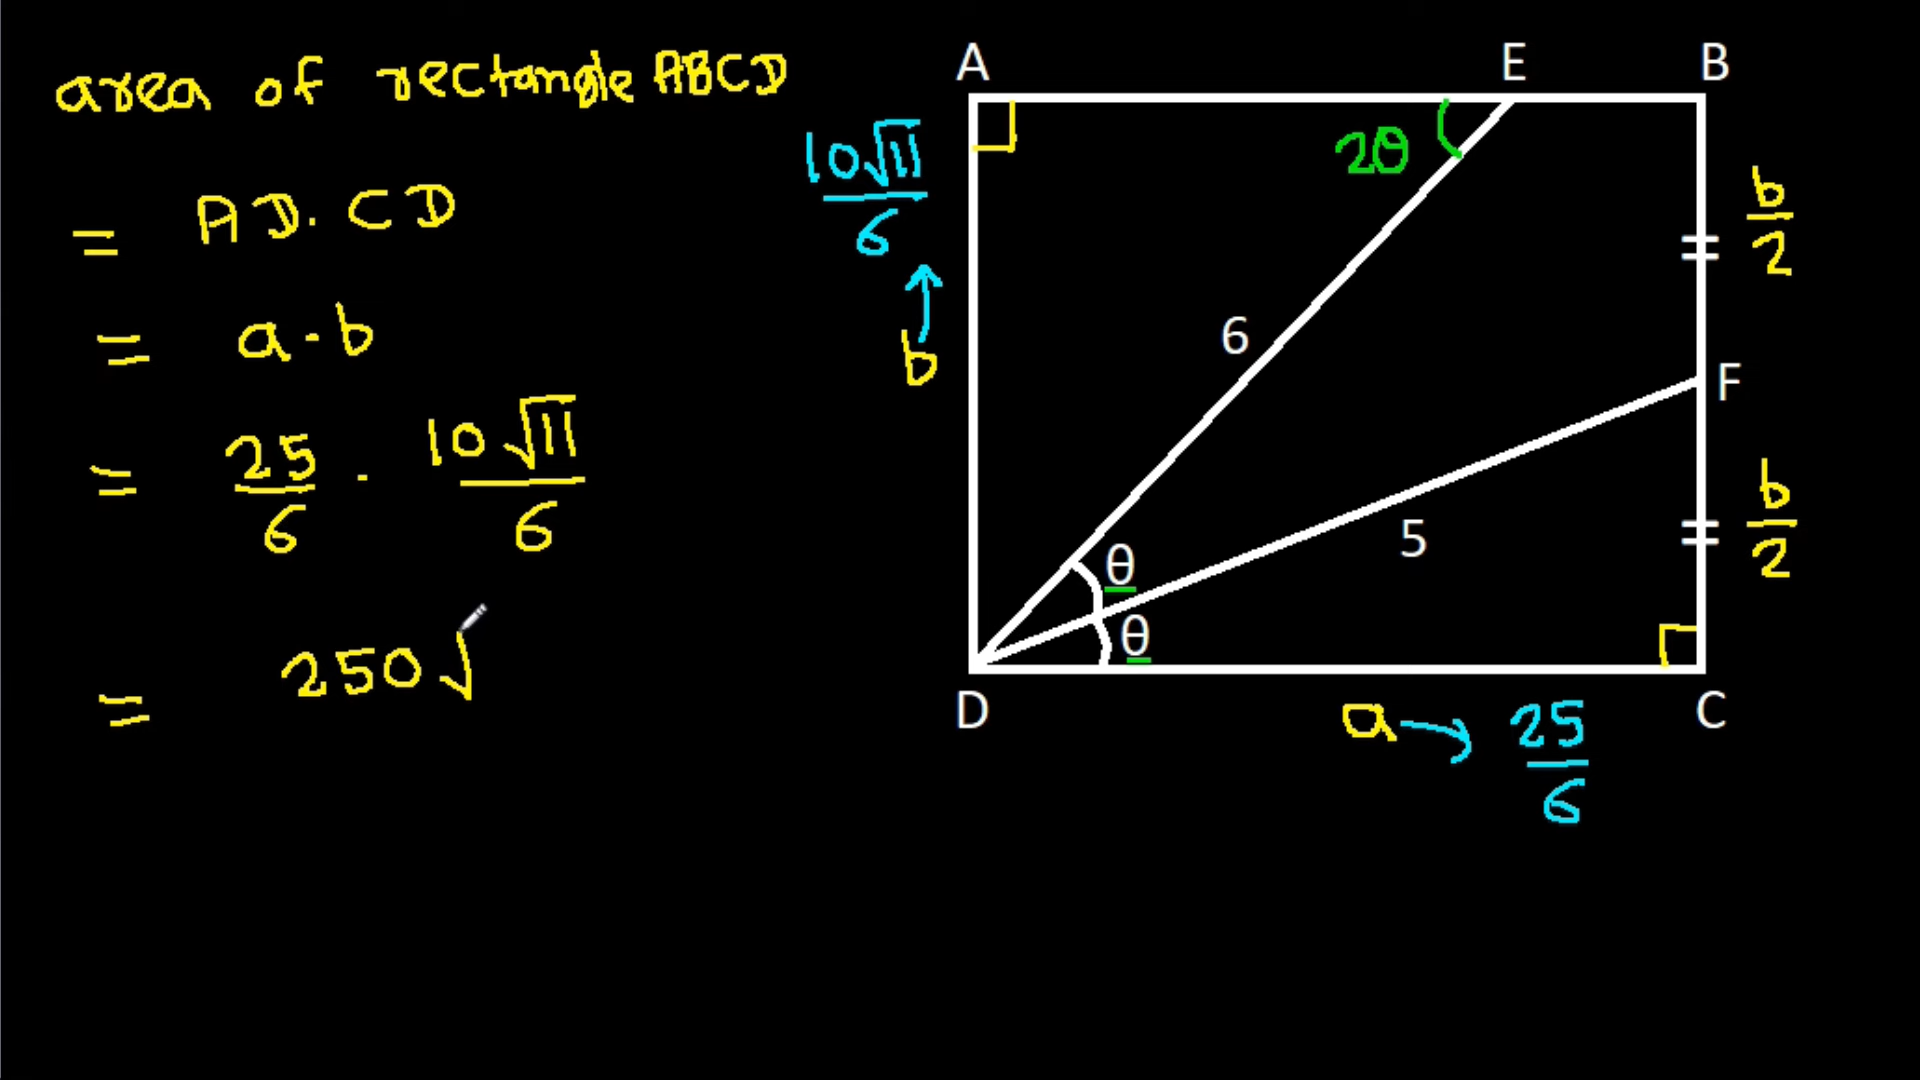 area of rectangle ABCD
= AD . CD
= a . b
= 25/6 . 10√11/6
= 250√
A E B
10√11/6
2θ
b/2
b
6
F
5
b/2
θ
θ
D C
a → 25/6